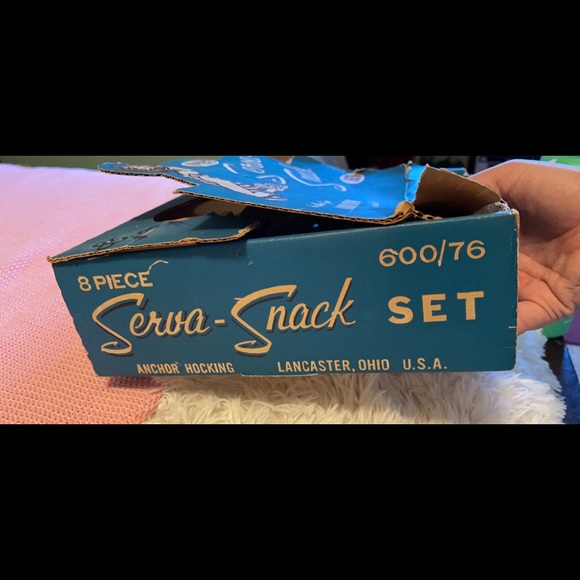 8 PIECE
600/76
Serva-Snack SET
ANCHOR HOCKING LANCASTER, OHIO U.S.A.